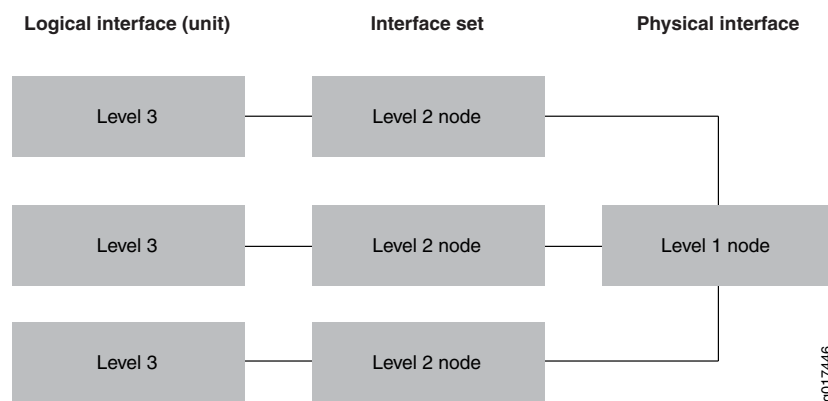 Logical interface (unit) Interface set Physical interface
Level 3 Level 2 node
Level 3 Level 2 node Level 1 node
Level 3 Level 2 node
g017446